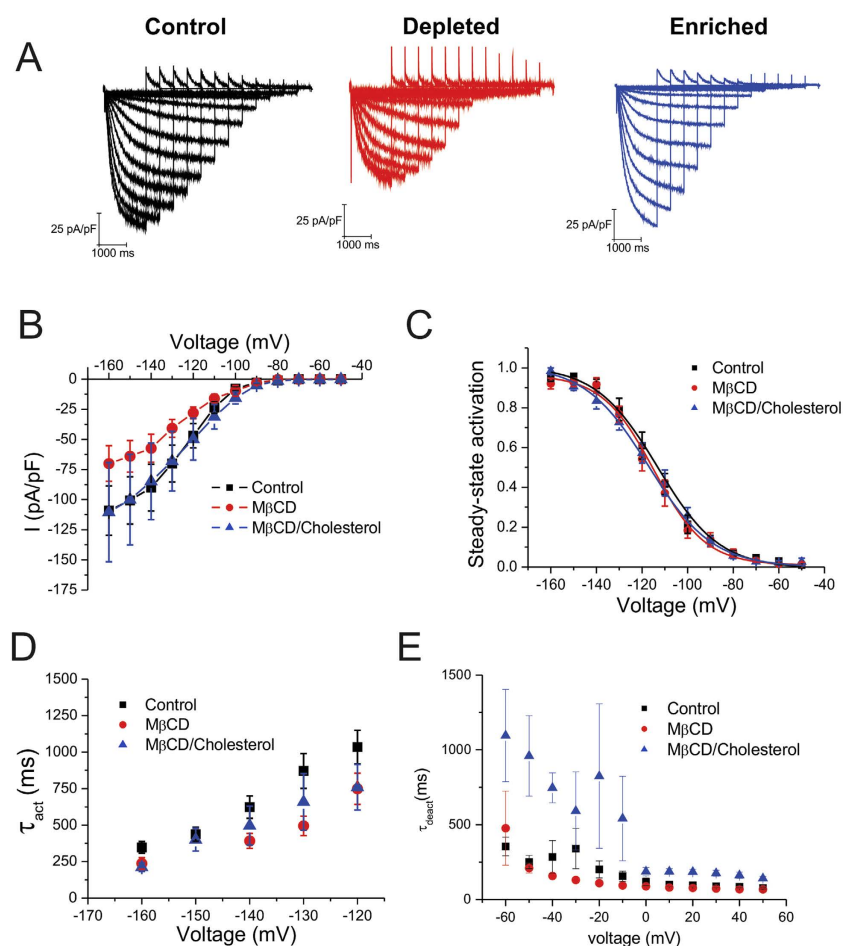 Control Depleted Enriched
A
25 pA/pF
1000 ms
25 pA/pF
1000 ms
25 pA/pF
1000 ms
B
Voltage (mV)
-160 -140 -120 -100 -80 -60 -40
0
-25
-50
-75
-100
-125
-150
-175
I (pA/pF)
Control
MβCD
MβCD/Cholesterol
C
1.0
0.8
0.6
0.4
0.2
0.0
Steady-state activation
Control
MβCD
MβCD/Cholesterol
-160 -140 -120 -100 -80 -60 -40
Voltage (mV)
D
1500
1250
1000
750
500
250
0
τact (ms)
Control
MβCD
MβCD/Cholesterol
-170 -160 -150 -140 -130 -120
Voltage (mV)
E
1500
1000
500
0
τdeact(ms)
Control
MβCD
MβCD/Cholesterol
-60 -40 -20 0 20 40 60
voltage (mV)